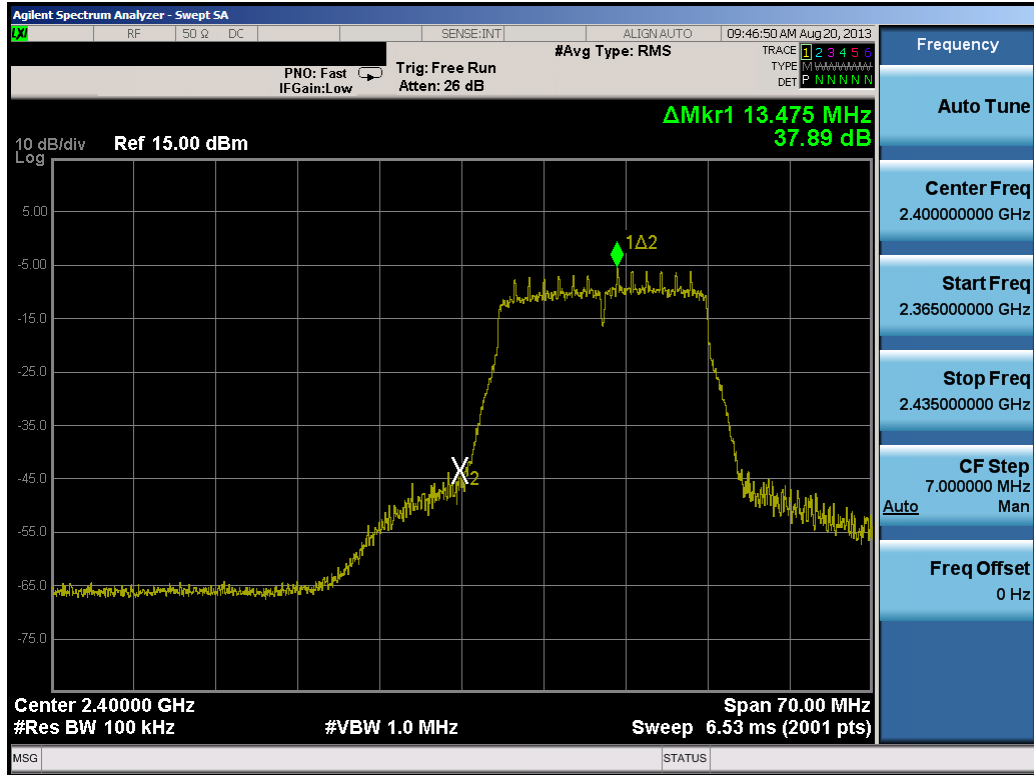 Agilent Spectrum Analyzer - Swept SA
LXI RF 50 Ω DC SENSE:INT ALIGN AUTO 09:46:50 AM Aug 20, 2013
PNO: Fast Trig: Free Run #Avg Type: RMS TRACE 1 2 3 4 5 6
IFGain:Low Atten: 26 dB TYPE M WWWWW
DET P N N N N N
ΔMkr1 13.475 MHz
37.89 dB
10 dB/div Ref 15.00 dBm
Log
5.00
-5.00
-15.0
-25.0
-35.0
-45.0
-55.0
-65.0
-75.0
1Δ2
2
Center 2.40000 GHz Span 70.00 MHz
#Res BW 100 kHz #VBW 1.0 MHz Sweep 6.53 ms (2001 pts)
MSG STATUS
Frequency
Auto Tune
Center Freq
2.400000000 GHz
Start Freq
2.365000000 GHz
Stop Freq
2.435000000 GHz
CF Step
7.000000 MHz
Auto Man
Freq Offset
0 Hz